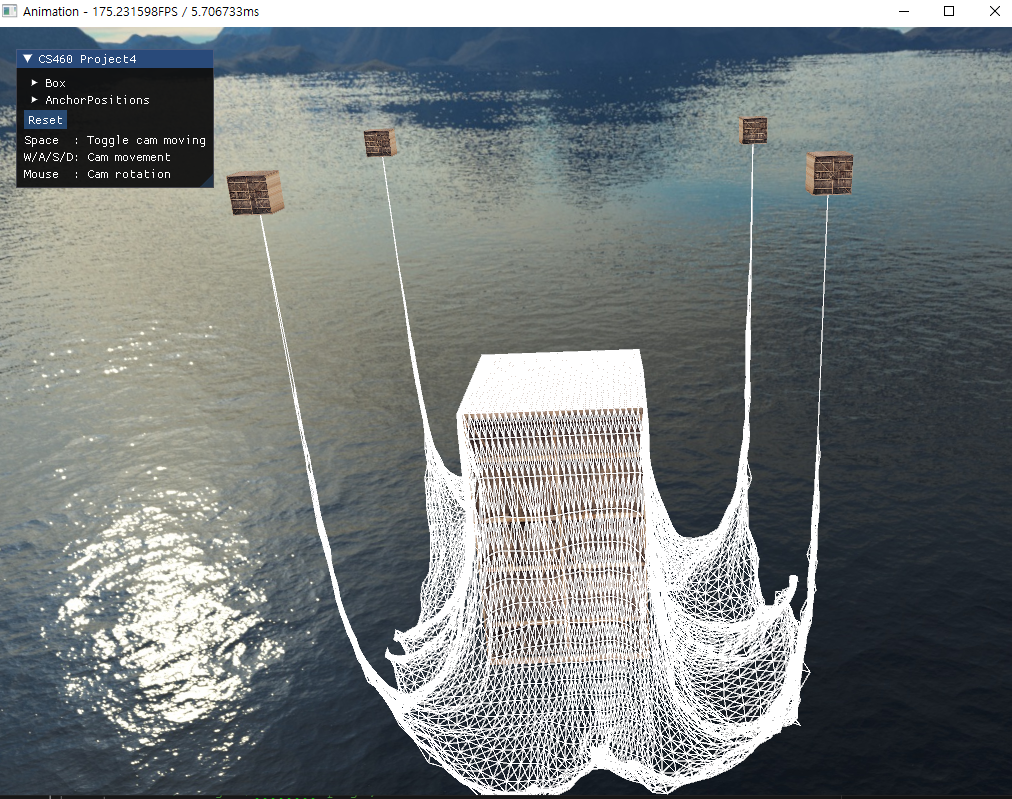 Animation - 175.231598FPS / 5.706733ms
CS460 Project4
Box
AnchorPositions
Reset
Space : Toggle cam moving
W/A/S/D: Cam movement
Mouse : Cam rotation